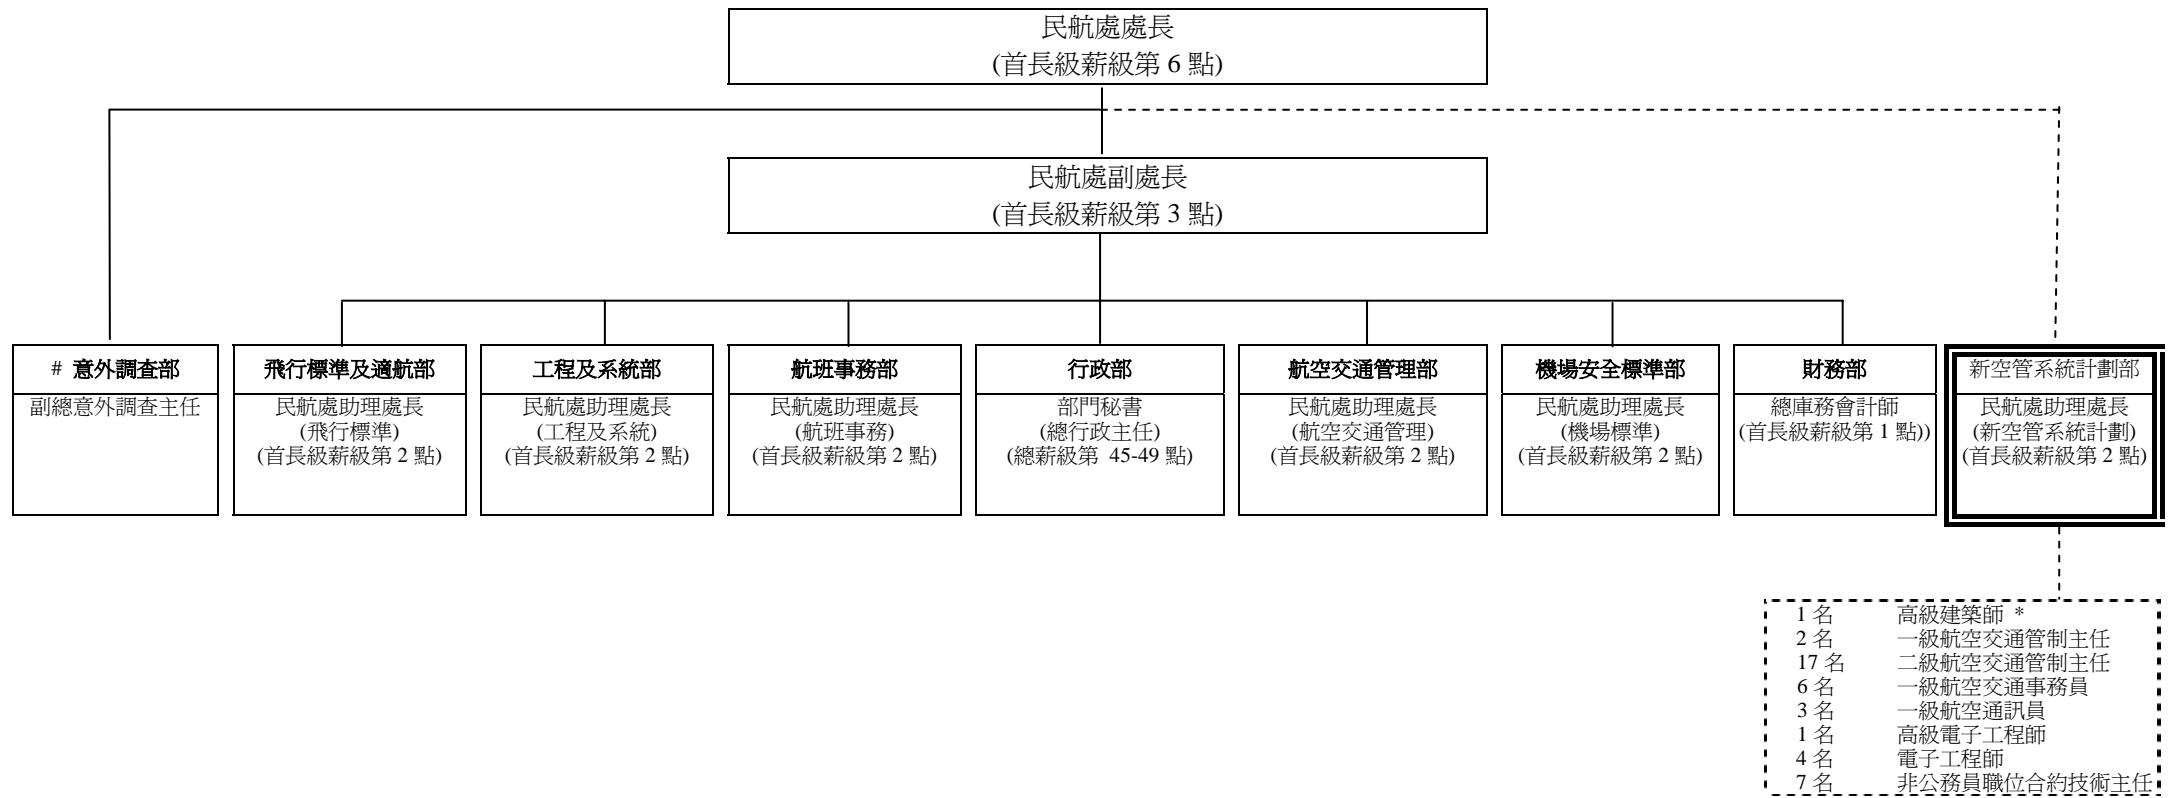 民航處處長
(首長級薪級第 6 點)
民航處副處長
(首長級薪級第 3 點)
# 意外調查部
副總意外調查主任
飛行標準及適航部
民航處助理處長
(飛行標準)
(首長級薪級第 2 點)
工程及系統部
民航處助理處長
(工程及系統)
(首長級薪級第 2 點)
航班事務部
民航處助理處長
(航班事務)
(首長級薪級第 2 點)
行政部
部門秘書
(總行政主任)
(總薪級第 45-49 點)
航空交通管理部
民航處助理處長
(航空交通管理)
(首長級薪級第 2 點)
機場安全標準部
民航處助理處長
(機場標準)
(首長級薪級第 2 點)
財務部
總庫務會計師
(首長級薪級第 1 點))
新空管系統計劃部
民航處助理處長
(新空管系統計劃)
(首長級薪級第 2 點)
1 名 高級建築師 *
2 名 一級航空交通管制主任
17 名 二級航空交通管制主任
6 名 一級航空交通事務員
3 名 一級航空通訊員
1 名 高級電子工程師
4 名 電子工程師
7 名 非公務員職位合約技術主任